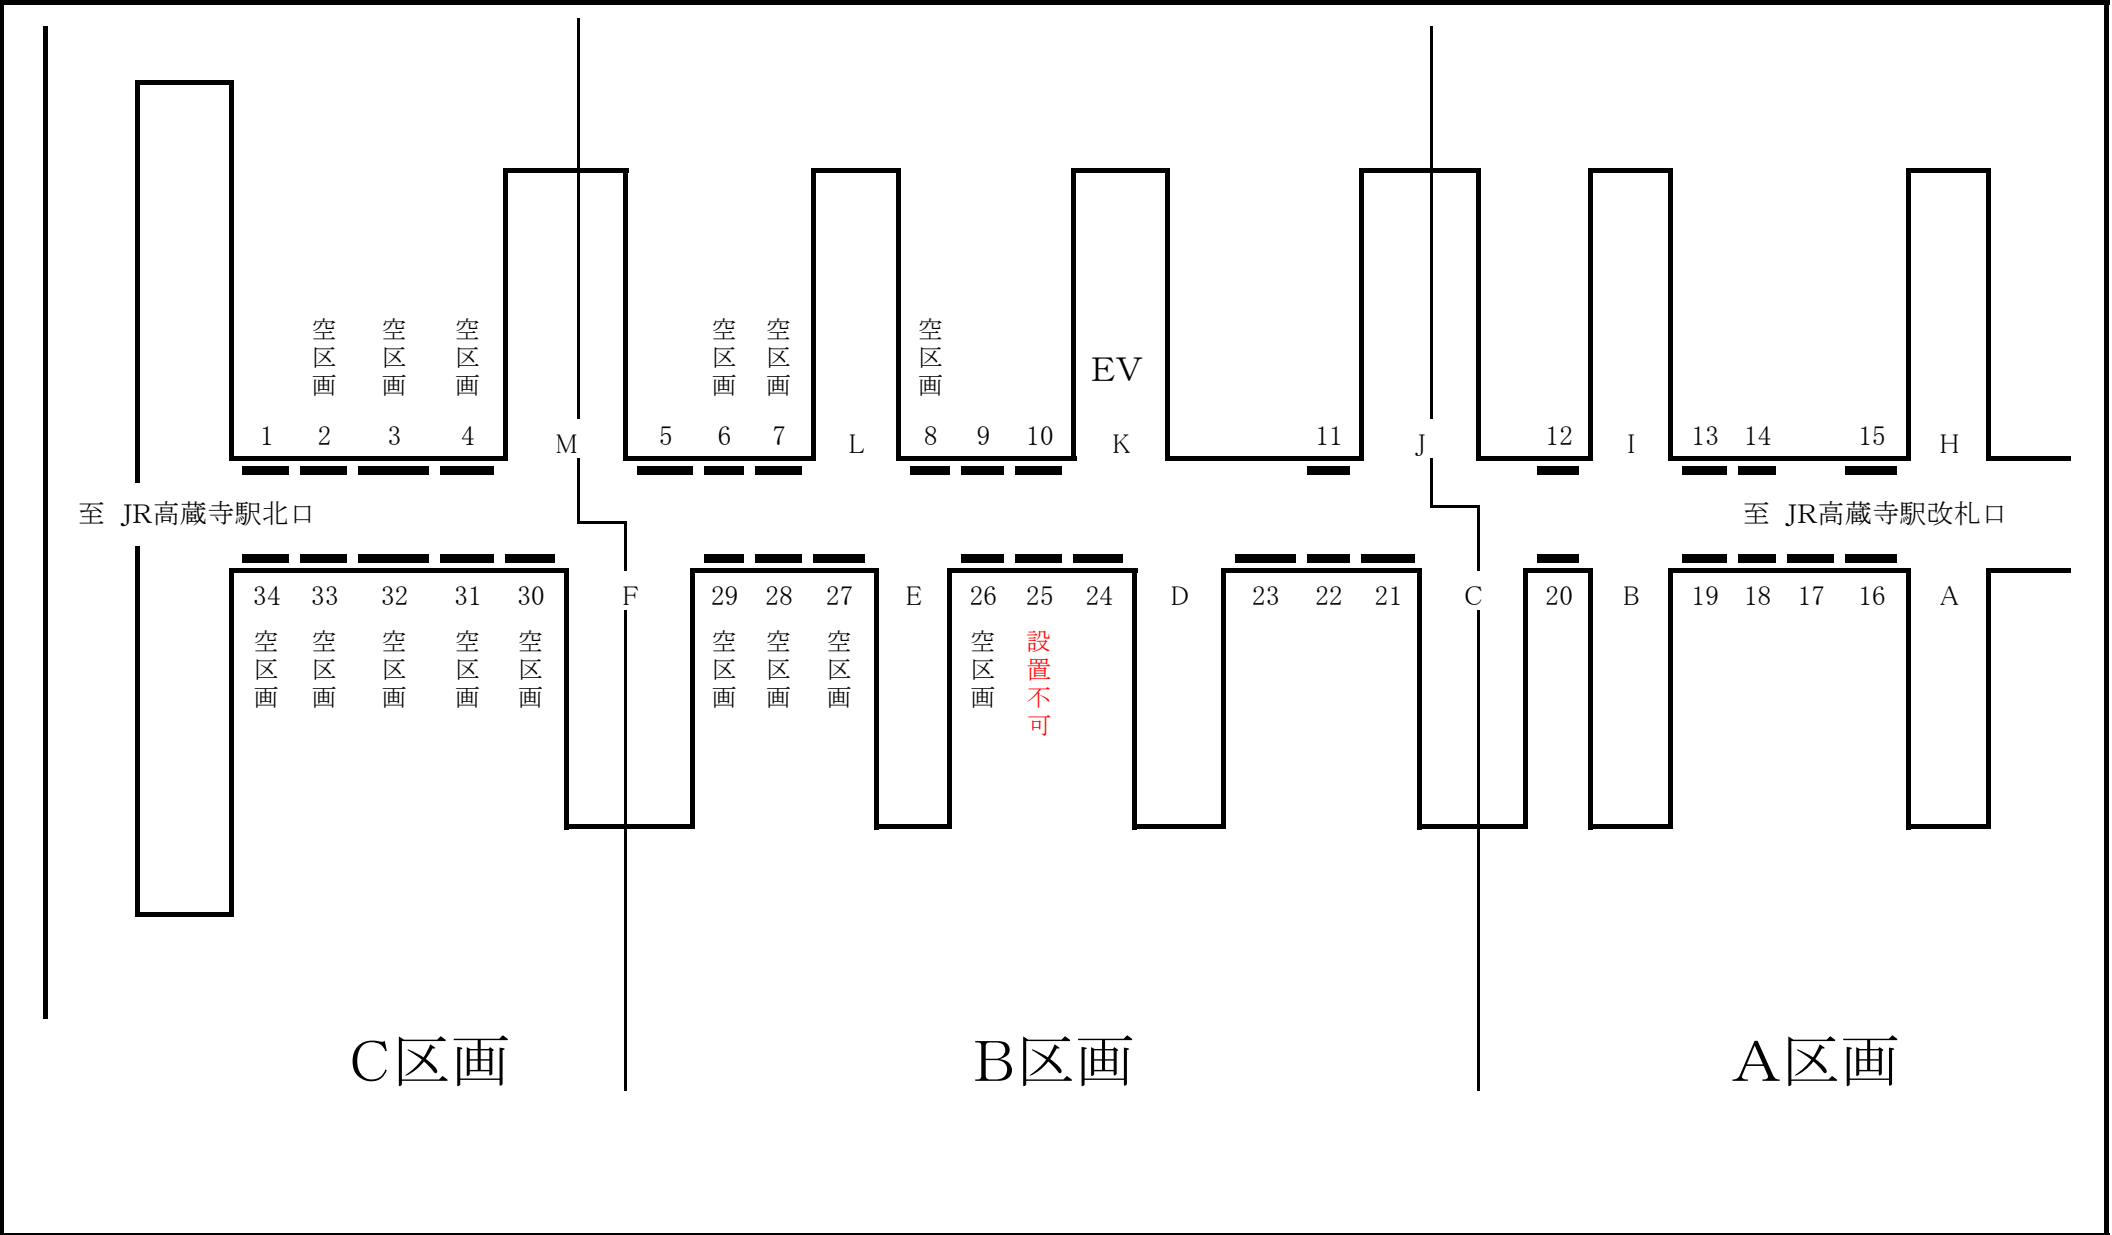 空区画 空区画 空区画 空区画 空区画 空区画
EV
1 2 3 4 M 5 6 7 L 8 9 10 K 11 J 12 I 13 14 15 H
至 JR高蔵寺駅北口 至 JR高蔵寺駅改札口
34 33 32 31 30 F 29 28 27 E 26 25 24 D 23 22 21 C 20 B 19 18 17 16 A
空区画 空区画 空区画 空区画 空区画 空区画 空区画 空区画 空区画 設置不可
C区画 B区画 A区画